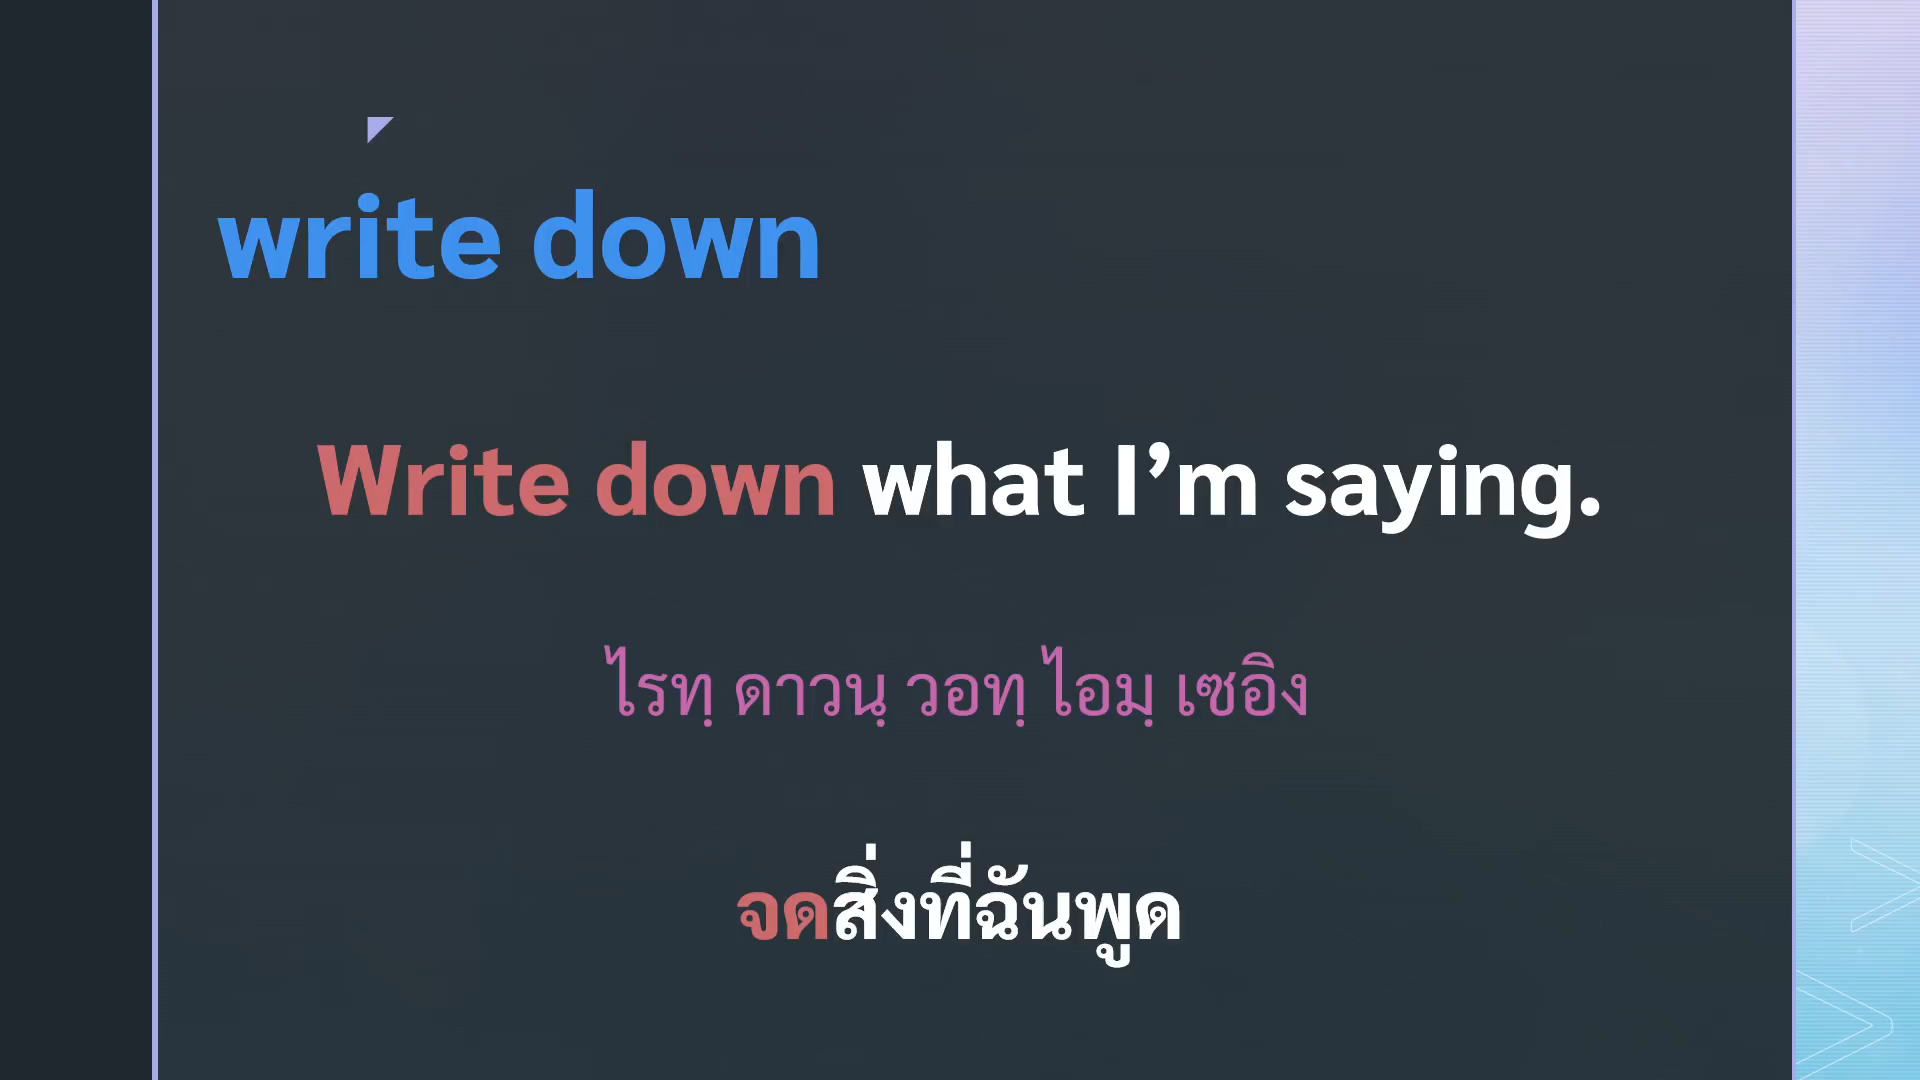 write down
Write down what I’m saying.
ไรทฺ ดาวนฺ วอทฺ ไอมฺ เซอิง
จดสิ่งที่ฉันพูด